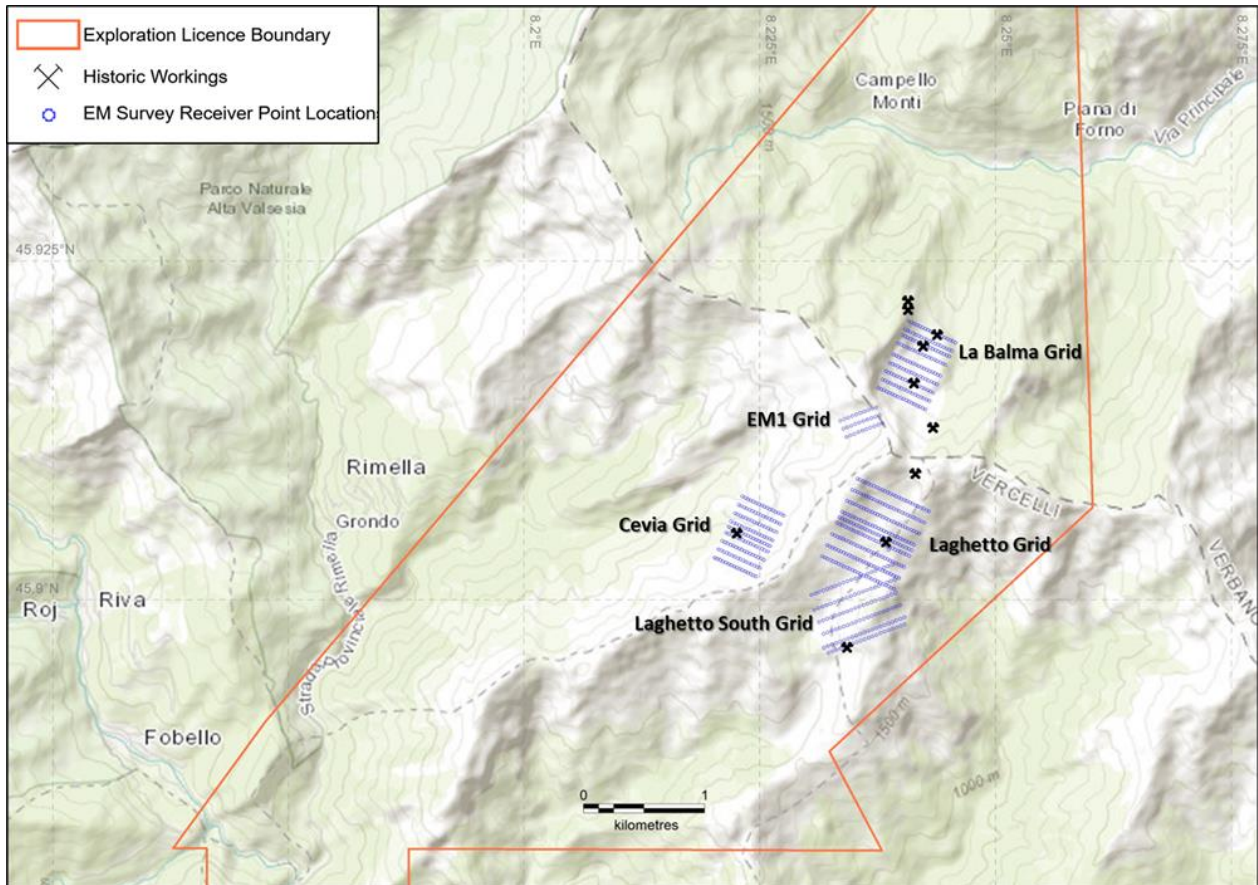 Exploration Licence Boundary
Historic Workings
EM Survey Receiver Point Locations
8.2°E
8.225°E
8.25°E
8.275°E
Campello
Monti
Piana di
Forno
Via Principale
1500 m
Parco Naturale
Alta Valsesia
45.925°N
La Balma Grid
EM1 Grid
Rimella
VERCELLI
Grondo
Cevia Grid
Laghetto Grid
VERBANO
45.9°N
Roj
Riva
Strada Provinciale Rimella
Laghetto South Grid
Fobello
1500 m
1000 m
0
1
kilometres